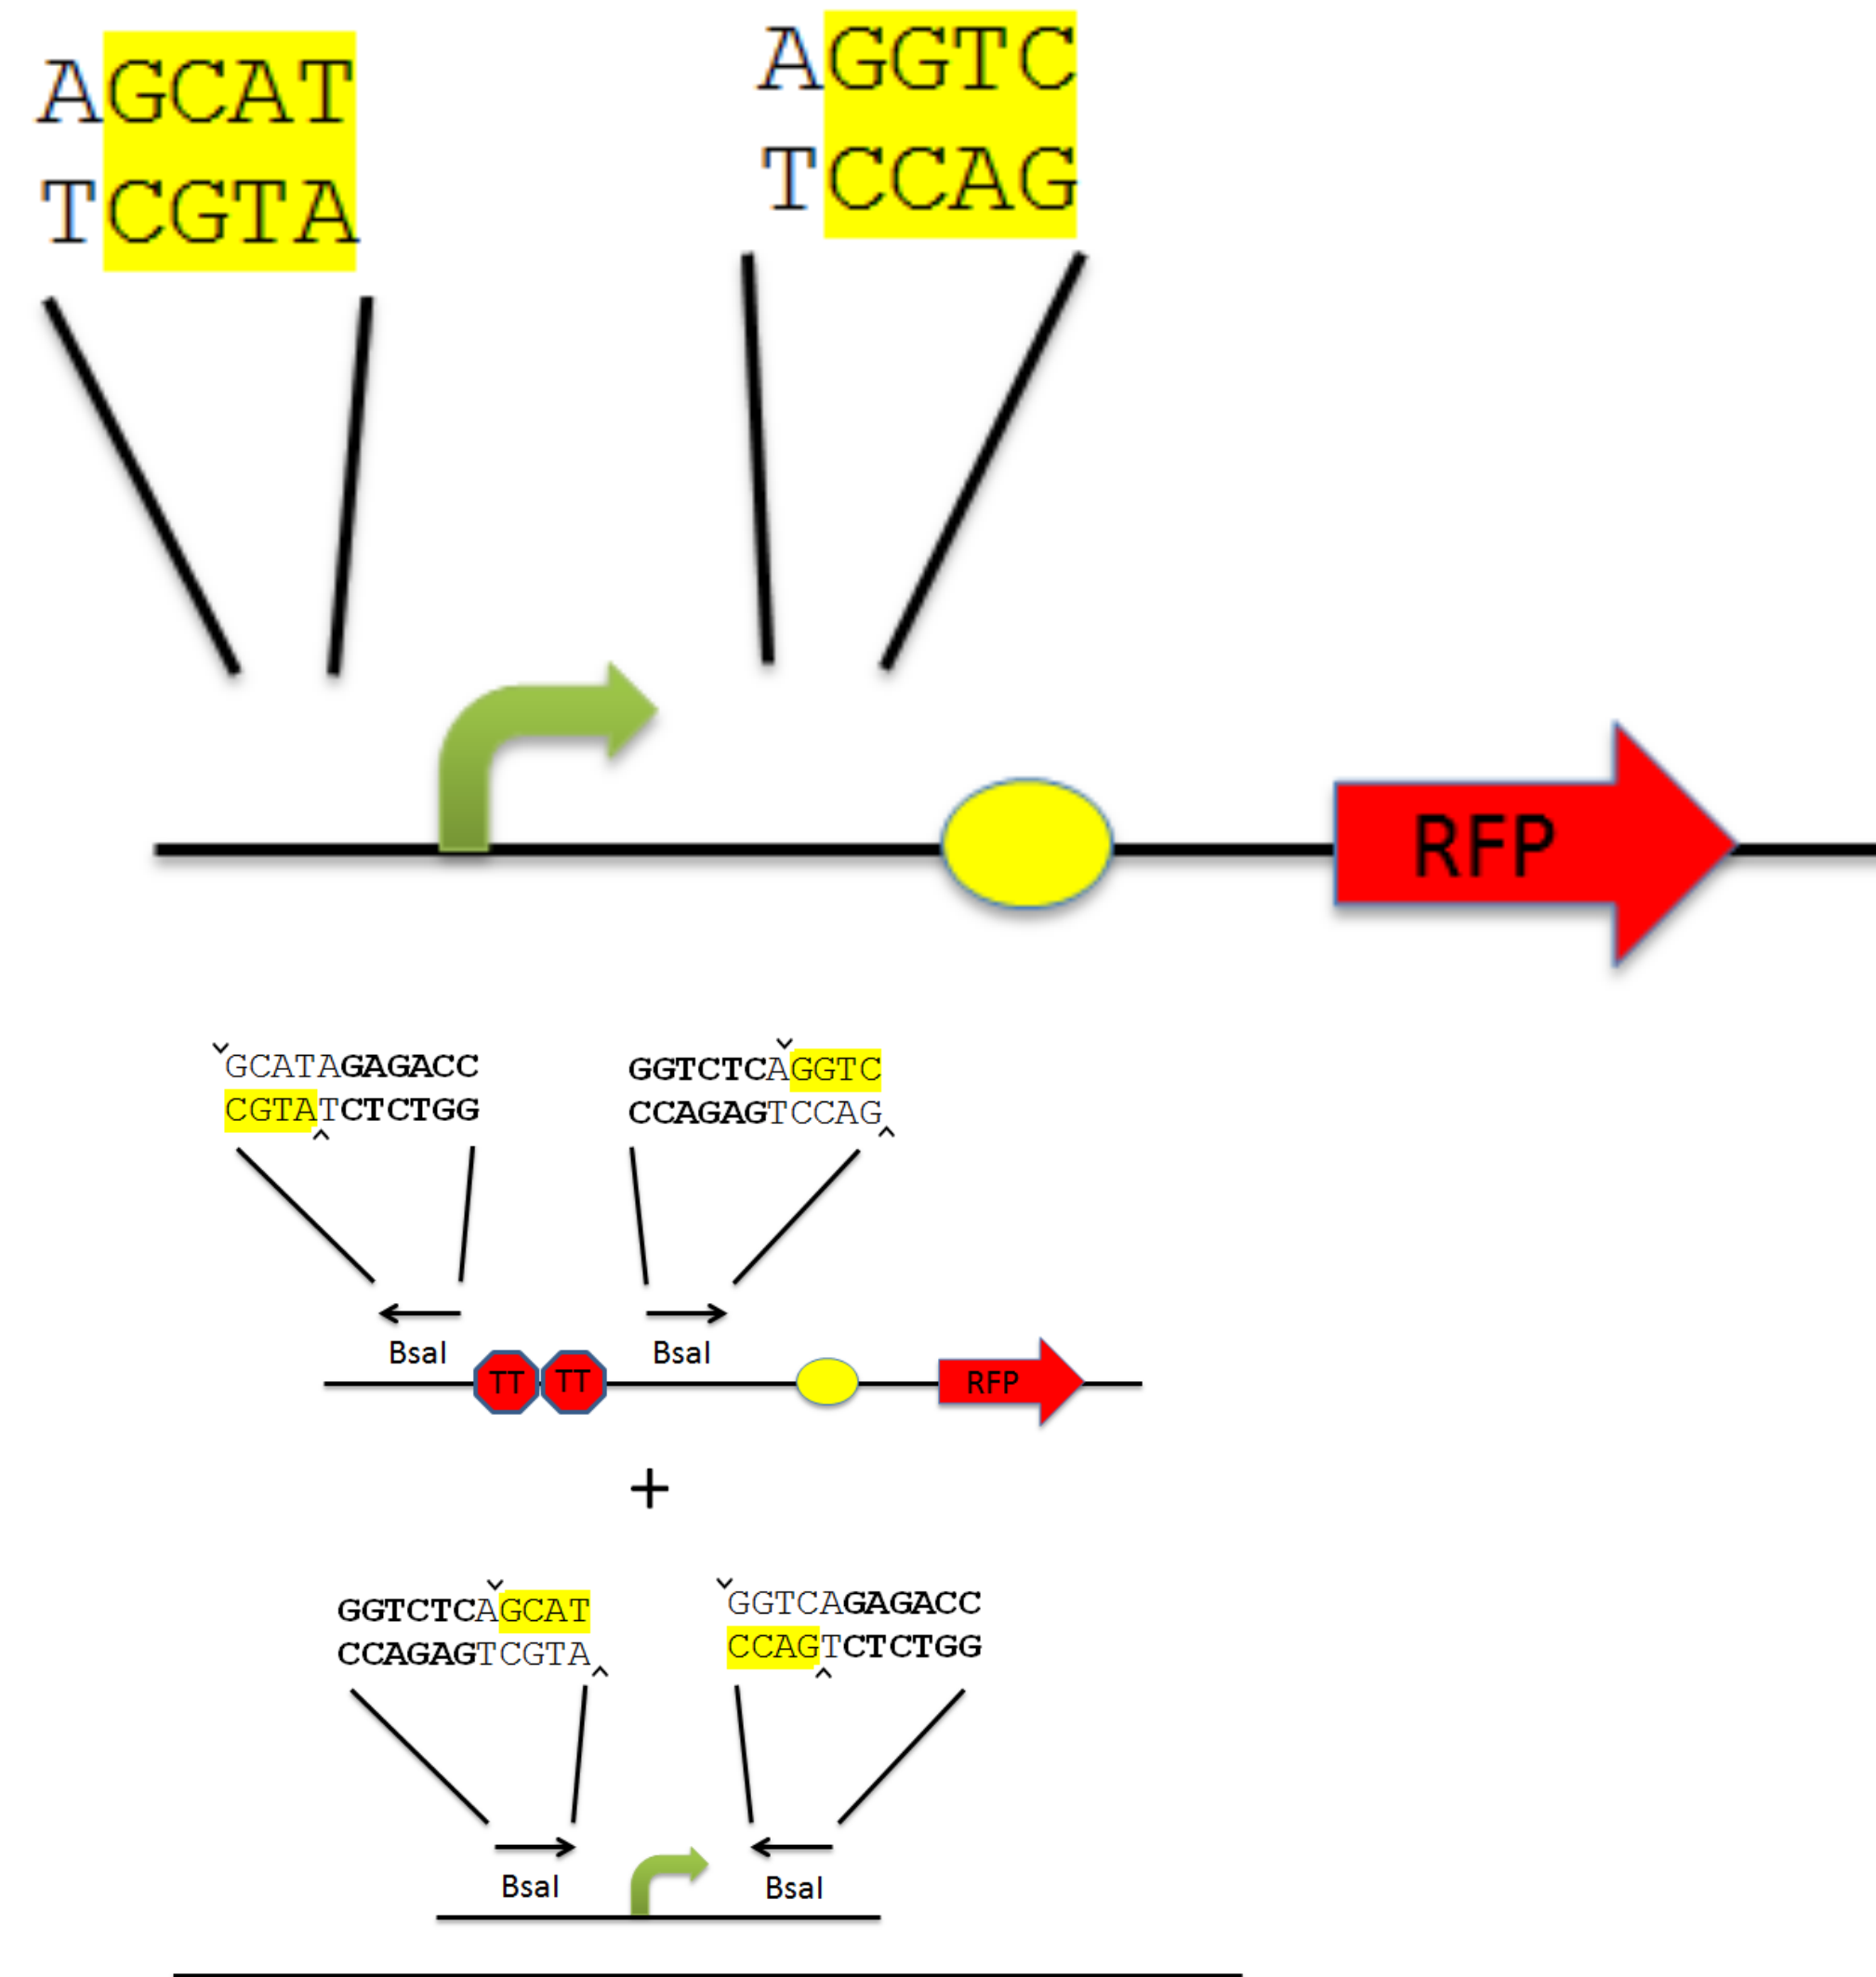 AGCAT
TCGTA
AGGTC
TCCAG
RFP
GCATAGAGACC
CGTATCTCTGG
GGTCTCAGGTC
CCAGAGTCCAG
BsaI
BsaI
TT
TT
RFP
+
GGTCTCAGCAT
CCAGAGTCGTA
GGTCAGAGACC
CCAGTCTCTGG
BsaI
BsaI